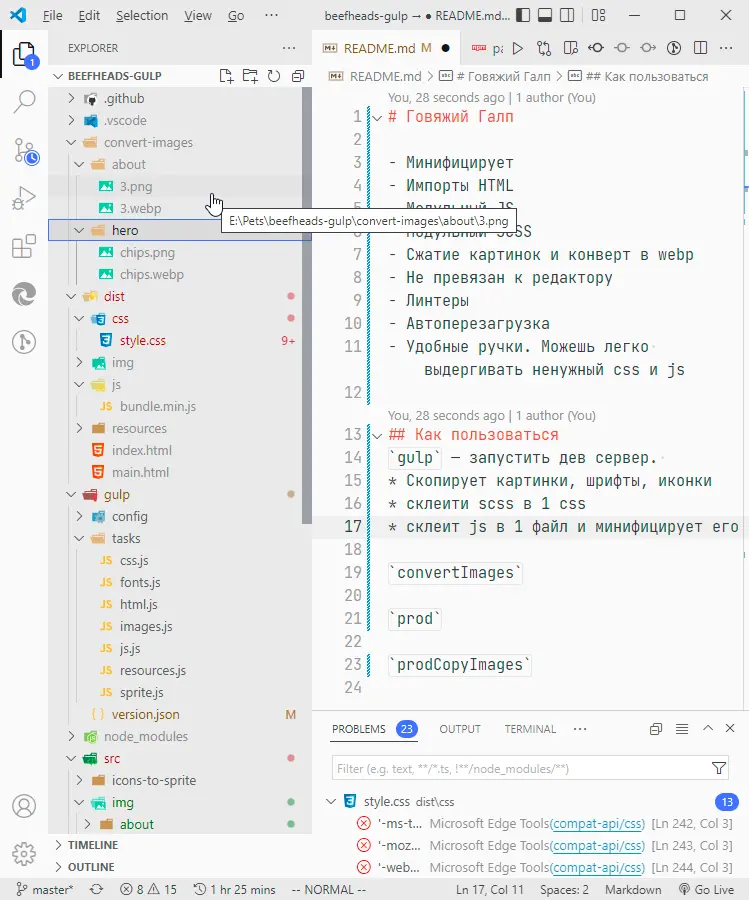 File Edit Selection View Go ··· beefheads-gulp → ● README.md...
EXPLORER ···
BEEFHEADS-GULP
.github
.vscode
convert-images
about
3.png
3.webp
E:\Pets\beefheads-gulp\convert-images\about\3.png
hero
chips.png
chips.webp
dist
css
style.css 9+
img
js
bundle.min.js
resources
index.html
main.html
gulp
config
tasks
css.js
fonts.js
html.js
images.js
js.js
resources.js
sprite.js
version.json M
node_modules
src
icons-to-sprite
img
about
TIMELINE
OUTLINE
1
README.md M ●
README.md > # Говяжий Галп > ## Как пользоваться
You, 28 seconds ago | 1 author (You)
1 # Говяжий Галп
2
3 - Минифицирует
4 - Импорты HTML
7 - Сжатие картинок и конверт в webp
8 - Не привязан к редактору
9 - Линтеры
10 - Автоперезагрузка
11 - Удобные ручки. Можешь легко
выдергивать ненужный css и js
12
You, 28 seconds ago | 1 author (You)
13 ## Как пользоваться
14 `gulp` — запустить дев сервер.
15 * Скопирует картинки, шрифты, иконки
16 * склеити scss в 1 css
17 * склеит js в 1 файл и минифицирует его
18
19 `convertImages`
20
21 `prod`
22
23 `prodCopyImages`
24
PROBLEMS 23 OUTPUT TERMINAL ···
Filter (e.g. text, **/*.ts, !**/node_modules/**)
style.css dist\css 13
'-ms-t... Microsoft Edge Tools(compat-api/css) [Ln 242, Col 3]
'-moz... Microsoft Edge Tools(compat-api/css) [Ln 243, Col 3]
'-web... Microsoft Edge Tools(compat-api/css) [Ln 244, Col 3]
master* 8 15 1 hr 25 mins -- NORMAL -- Ln 17, Col 11 Spaces: 2 Markdown Go Live